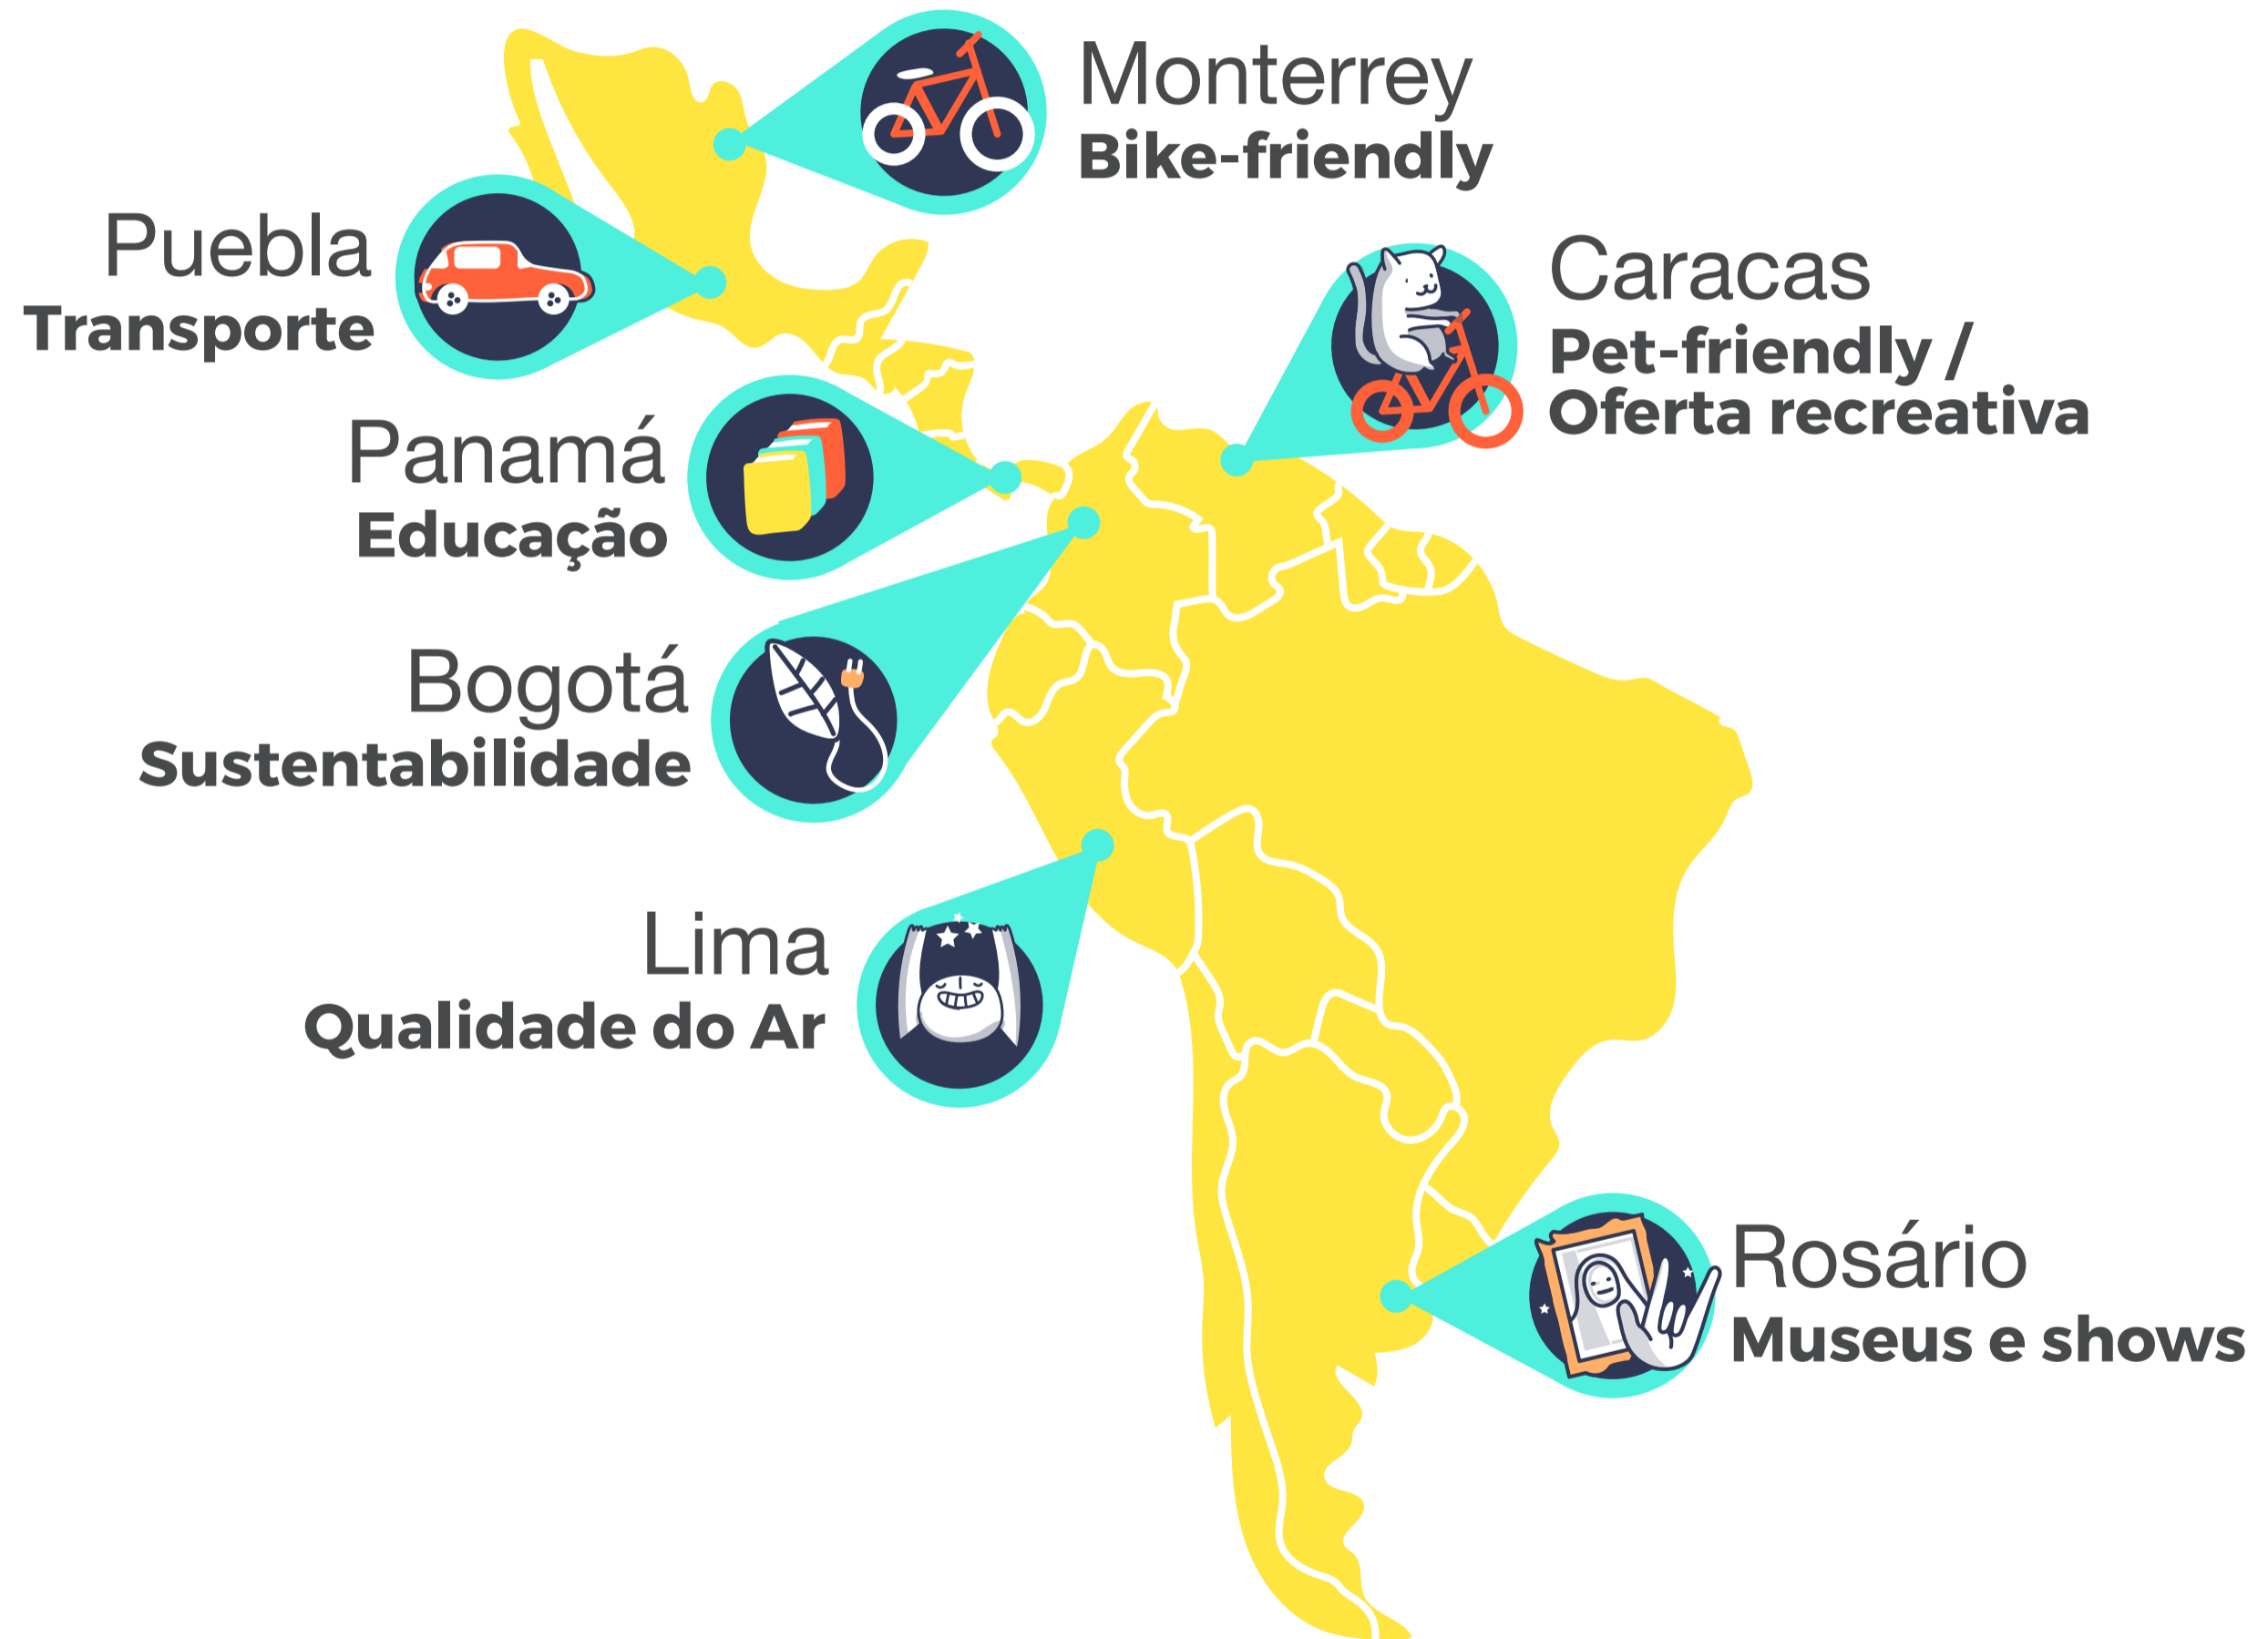 Monterrey
Bike-friendly
Puebla
Transporte
Caracas
Pet-friendly /
Oferta recreativa
Panamá
Educação
Bogotá
Sustentabilidade
Lima
Qualidade do Ar
Rosário
Museus e shows